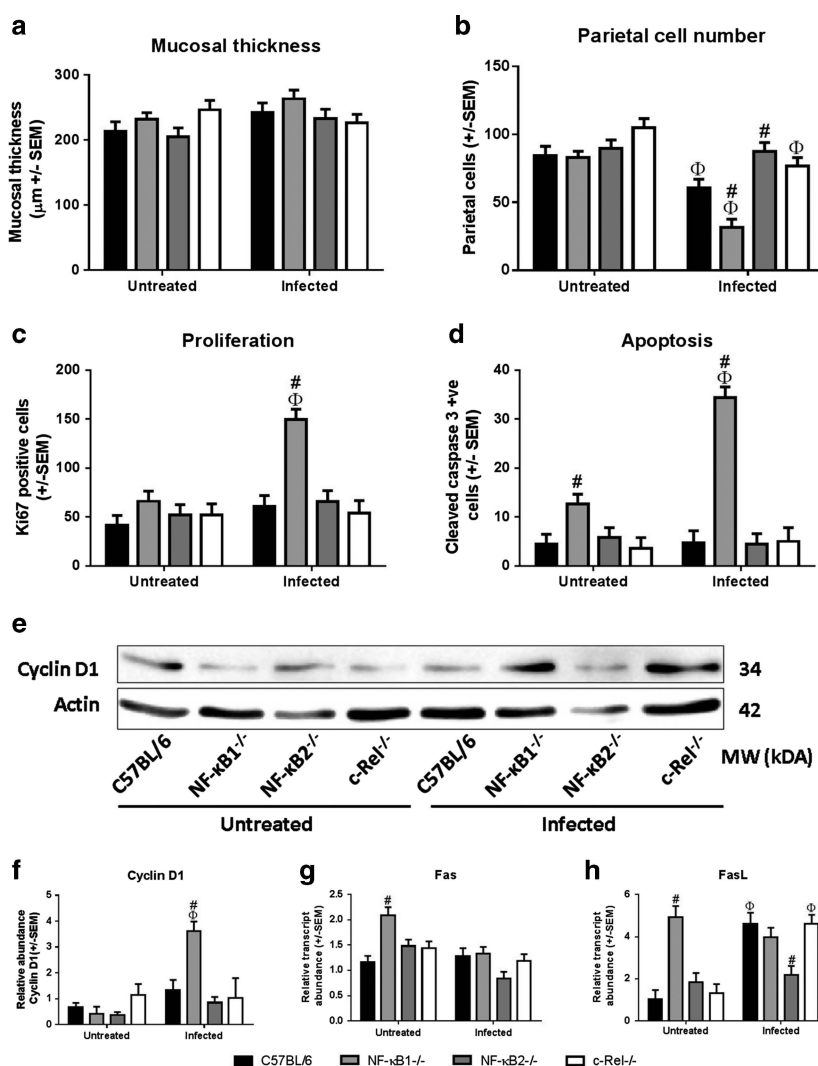 a
Mucosal thickness
Mucosal thickness
(µm +/- SEM)
300
200
100
0
Untreated
Infected
b
Parietal cell number
Parietal cells (+/-SEM)
150
100
50
0
Φ
#
Φ
#
Φ
Untreated
Infected
c
Proliferation
Ki67 positive cells
(+/-SEM)
200
150
100
50
0
#
Φ
Untreated
Infected
d
Apoptosis
Cleaved caspase 3 +ve
cells (+/- SEM)
40
30
20
10
0
#
#
Φ
Untreated
Infected
e
Cyclin D1
34
Actin
42
C57BL/6
NF-κB1-/-
NF-κB2-/-
c-Rel-/-
C57BL/6
NF-κB1-/-
NF-κB2-/-
c-Rel-/-
MW (kDA)
Untreated
Infected
f
Cyclin D1
Relative abundance
Cyclin D1(+/-SEM)
5
4
3
2
1
0
#
Φ
Untreated
Infected
g
Fas
Relative transcript
abundance (+/-SEM)
2.5
2.0
1.5
1.0
0.5
0.0
#
Untreated
Infected
h
FasL
Relative transcript
abundance (+/-SEM)
6
4
2
0
#
Φ
#
Φ
Untreated
Infected
C57BL/6
NF-κB1-/-
NF-κB2-/-
c-Rel-/-